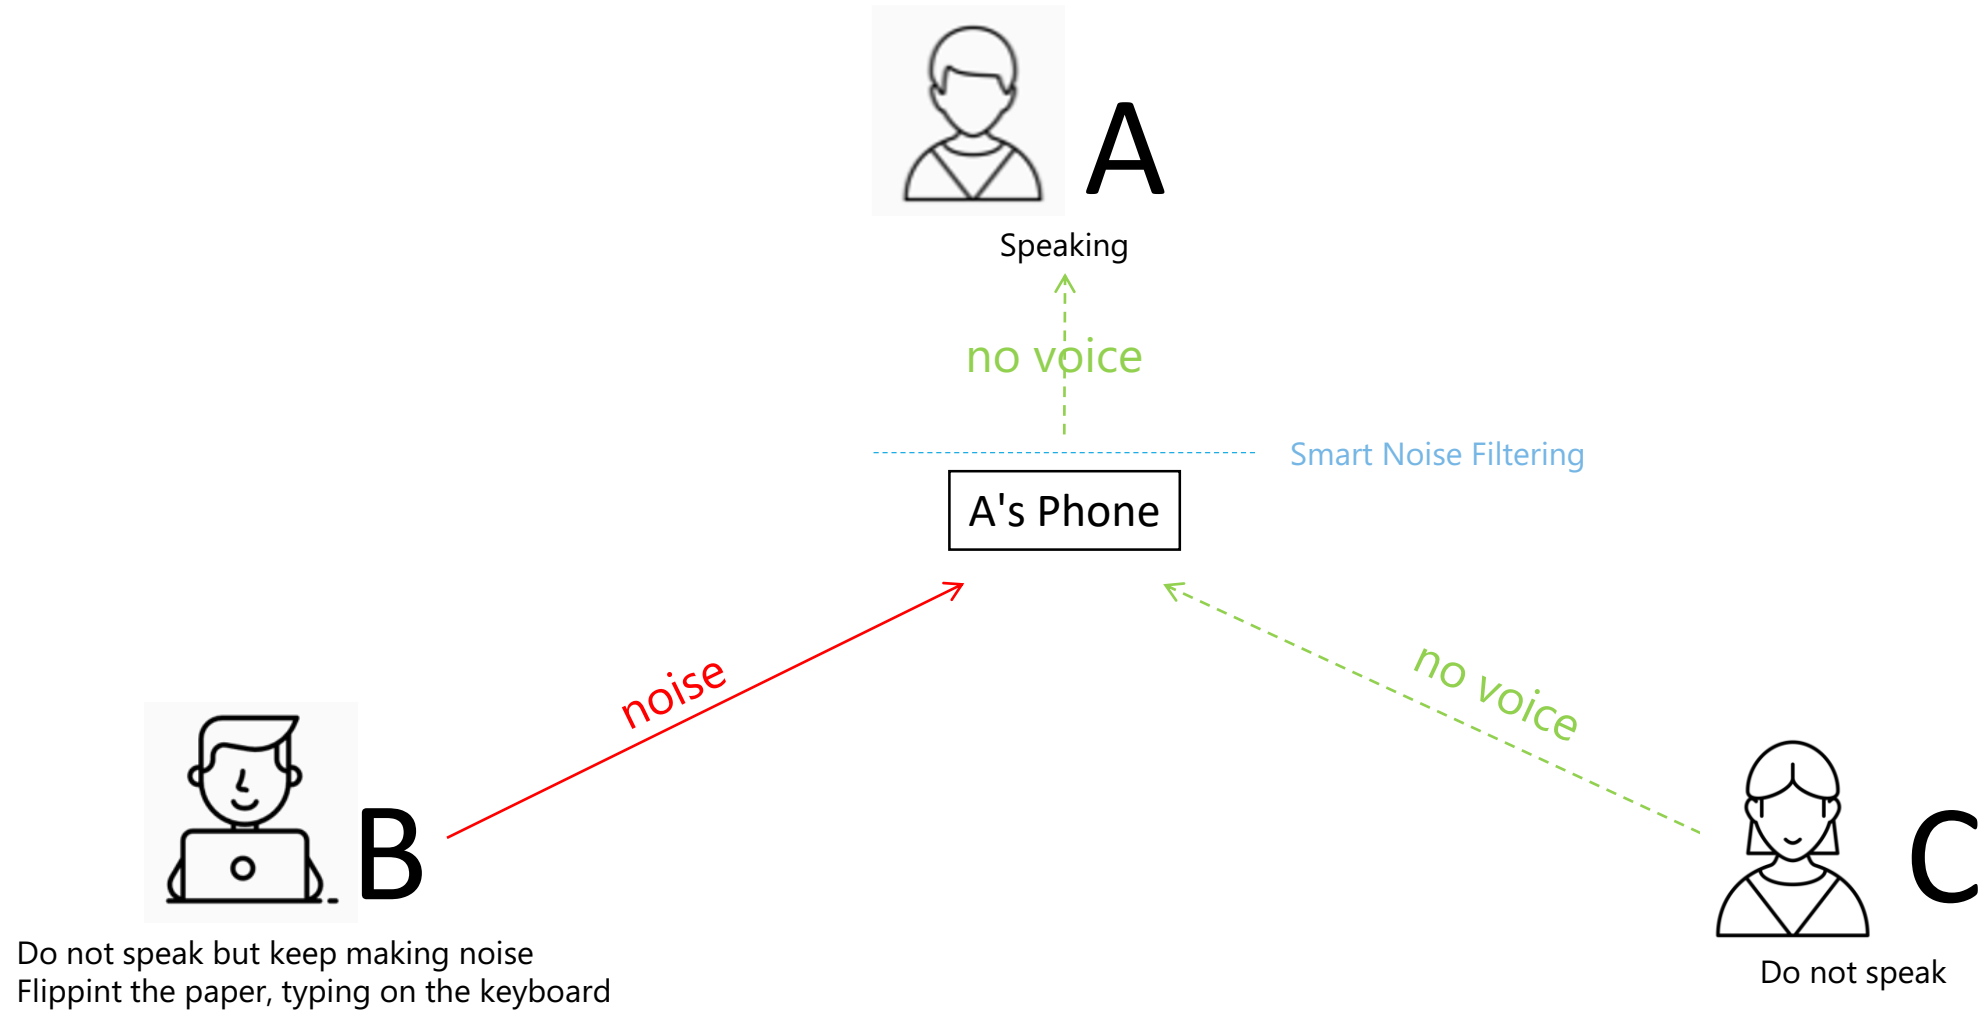 A
Speaking
no voice
Smart Noise Filtering
A's Phone
noise
no voice
B
C
Do not speak but keep making noise
Flippint the paper, typing on the keyboard
Do not speak